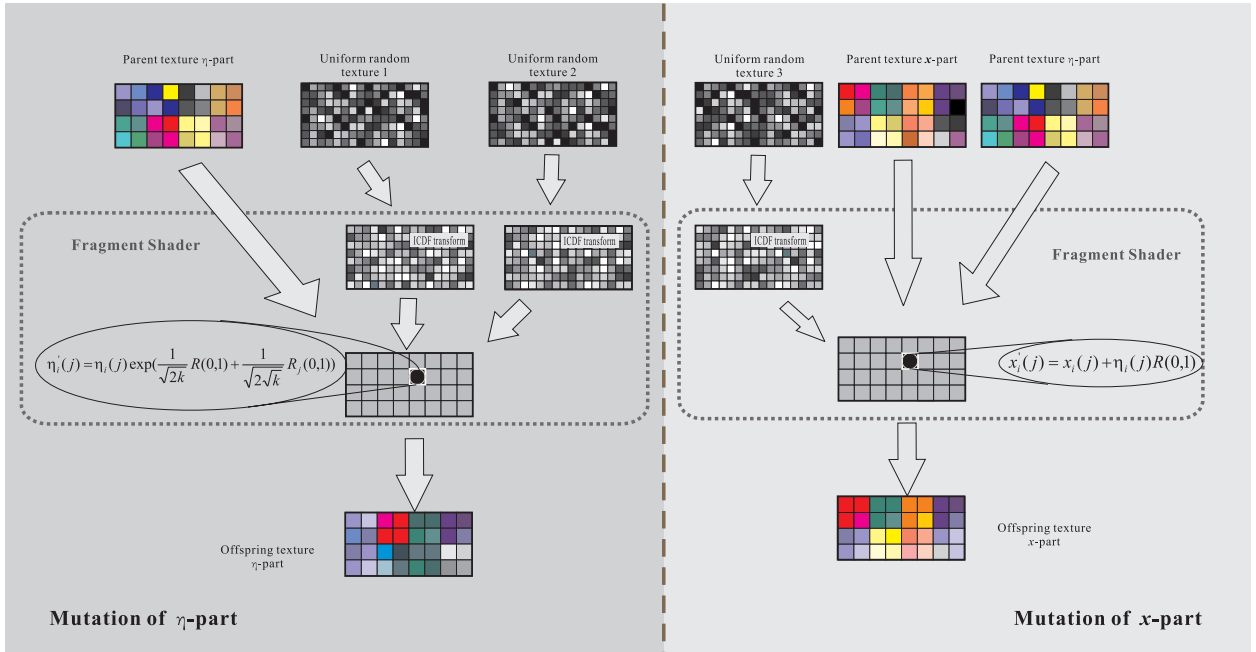 Parent texture η-part
Uniform random
texture 1
Uniform random
texture 2
Fragment Shader
ICDF transform
ICDF transform
η'ᵢ(j) = ηᵢ(j) exp(1/√2k R(0,1) + 1/√2√k Rⱼ(0,1))
Offspring texture
η-part
Mutation of η-part
Uniform random
texture 3
Parent texture x-part
Parent texture η-part
ICDF transform
Fragment Shader
x'ᵢ(j) = xᵢ(j) + ηᵢ(j)R(0,1)
Offspring texture
x-part
Mutation of x-part